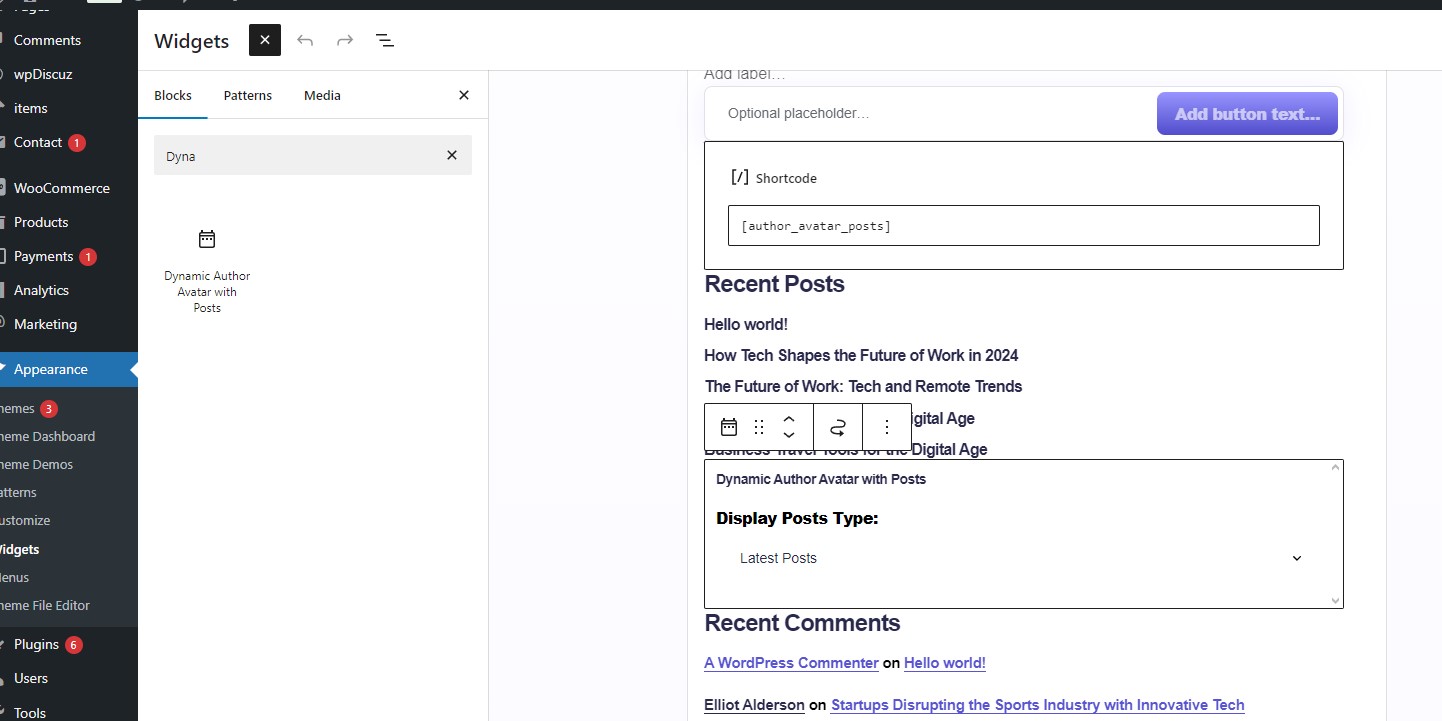 Comments
wpDiscuz
items
Contact 1
WooCommerce
Products
Payments 1
Analytics
Marketing
Appearance
hemes 3
heme Dashboard
heme Demos
atterns
ustomize
Widgets
lenus
heme File Editor
Plugins 6
Users
Tools
Widgets
Blocks Patterns Media
Dyna
Dynamic Author
Avatar with
Posts
Add label...
Optional placeholder... Add button text...
[/] Shortcode
[author_avatar_posts]
Recent Posts
Hello world!
How Tech Shapes the Future of Work in 2024
The Future of Work: Tech and Remote Trends
igital Age
Business Travel Tools for the Digital Age
Dynamic Author Avatar with Posts
Display Posts Type:
Latest Posts
Recent Comments
A WordPress Commenter on Hello world!
Elliot Alderson on Startups Disrupting the Sports Industry with Innovative Tech